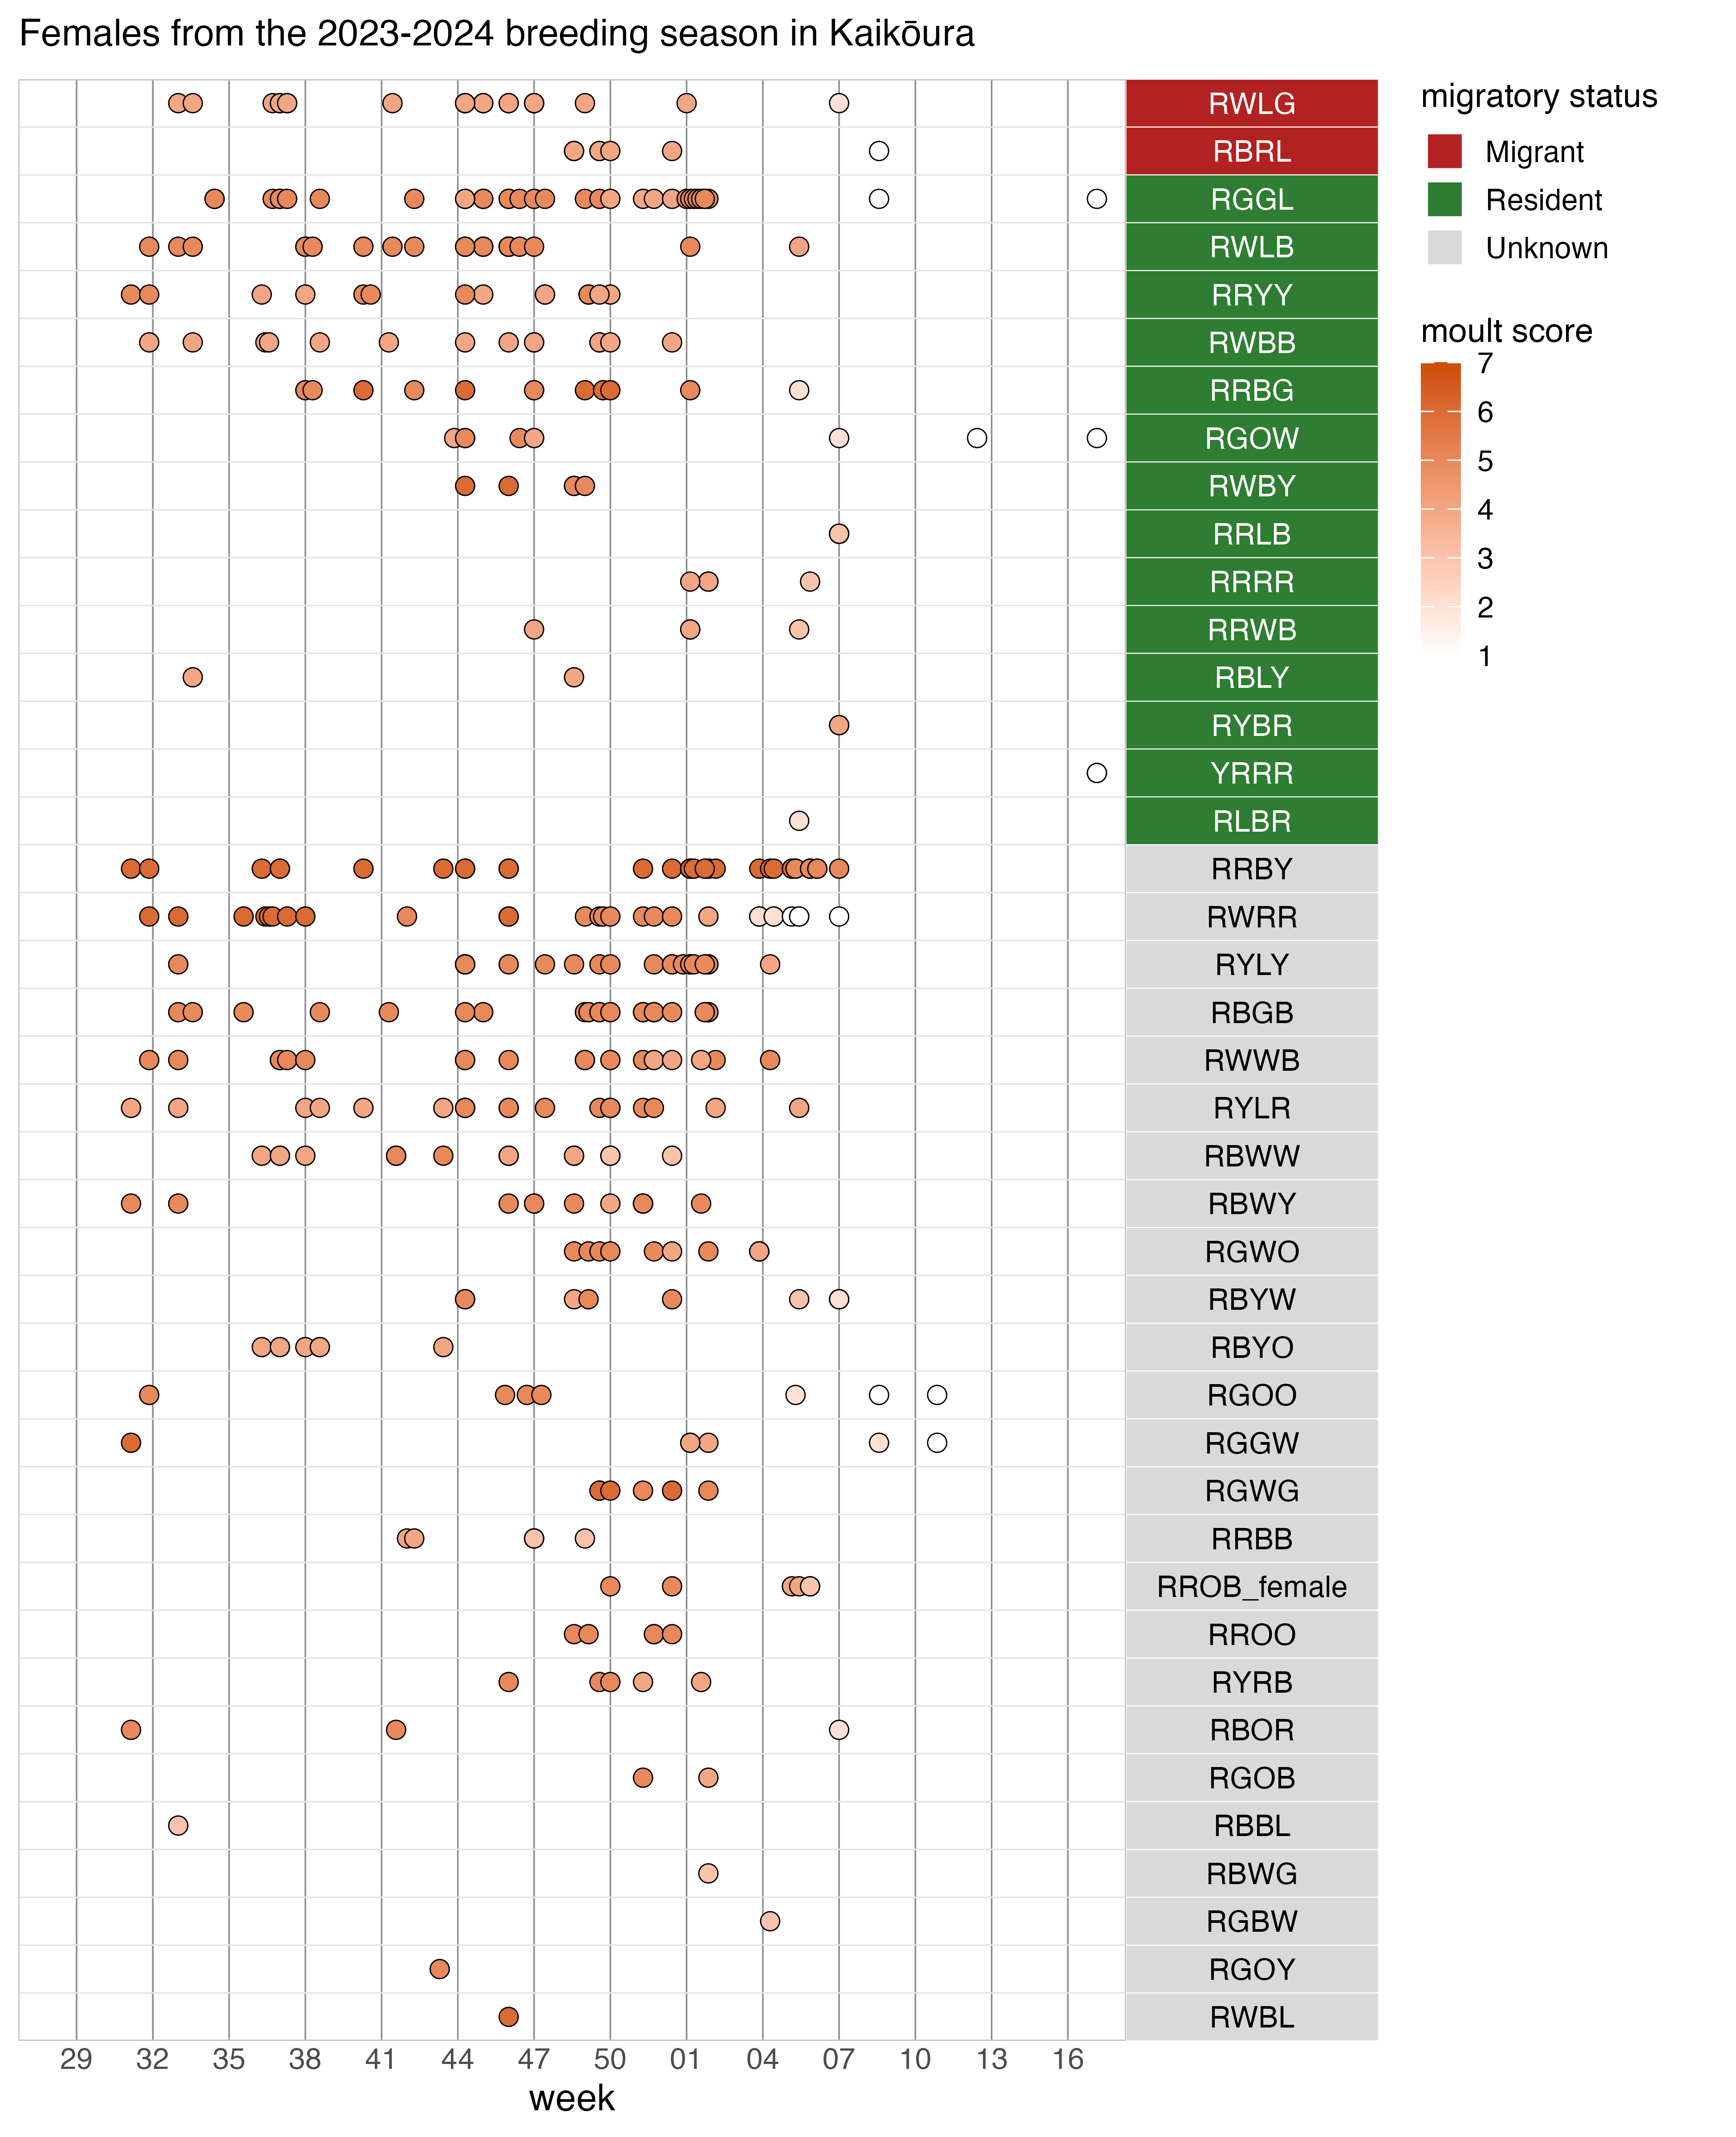 Females from the 2023-2024 breeding season in Kaikōura
RWLG
RBRL
RGGL
RWLB
RRYY
RWBB
RRBG
RGOW
RWBY
RRLB
RRRR
RRWB
RBLY
RYBR
YRRR
RLBR
RRBY
RWRR
RYLY
RBGB
RWWB
RYLR
RBWW
RBWY
RGWO
RBYW
RBYO
RGOO
RGGW
RGWG
RRBB
RROB_female
RROO
RYRB
RBOR
RGOB
RBBL
RBWG
RGBW
RGOY
RWBL
29 32 35 38 41 44 47 50 01 04 07 10 13 16
week
migratory status
Migrant
Resident
Unknown
moult score
7
6
5
4
3
2
1